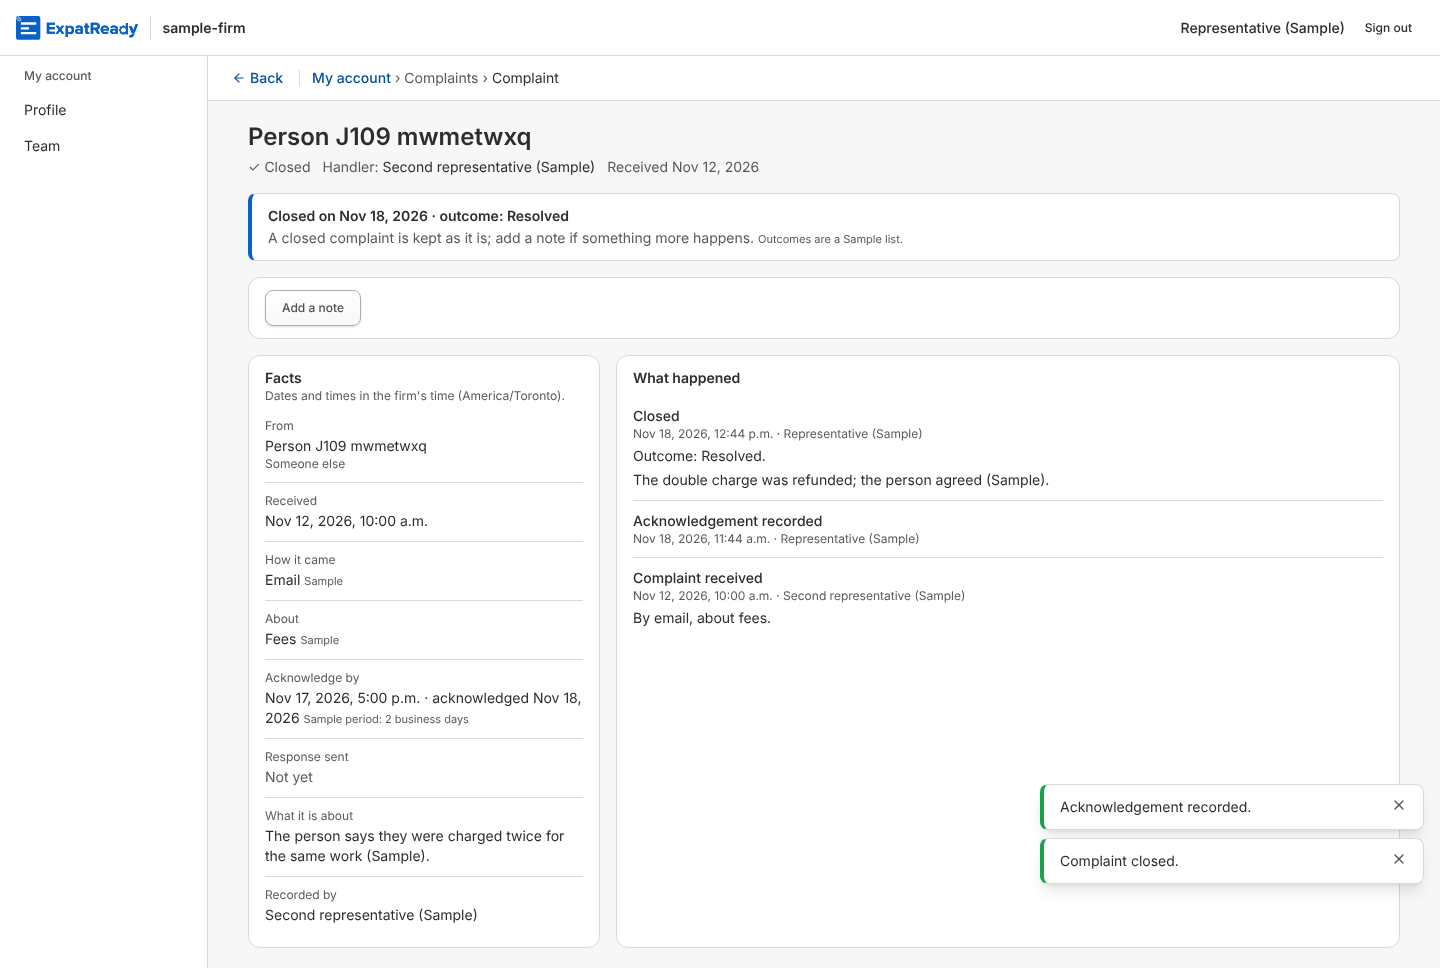 ExpatReady
sample-firm
Representative (Sample)
Sign out
My account
Profile
Team
← Back
My account › Complaints › Complaint
Person J109 mwmetwxq
✓ Closed Handler: Second representative (Sample) Received Nov 12, 2026
Closed on Nov 18, 2026 · outcome: Resolved
A closed complaint is kept as it is; add a note if something more happens. Outcomes are a Sample list.
Add a note
Facts
Dates and times in the firm's time (America/Toronto).
From
Person J109 mwmetwxq
Someone else
Received
Nov 12, 2026, 10:00 a.m.
How it came
Email Sample
About
Fees Sample
Acknowledge by
Nov 17, 2026, 5:00 p.m. · acknowledged Nov 18,
2026 Sample period: 2 business days
Response sent
Not yet
What it is about
The person says they were charged twice for
the same work (Sample).
Recorded by
Second representative (Sample)
What happened
Closed
Nov 18, 2026, 12:44 p.m. · Representative (Sample)
Outcome: Resolved.
The double charge was refunded; the person agreed (Sample).
Acknowledgement recorded
Nov 18, 2026, 11:44 a.m. · Representative (Sample)
Complaint received
Nov 12, 2026, 10:00 a.m. · Second representative (Sample)
By email, about fees.
Acknowledgement recorded.
Complaint closed.